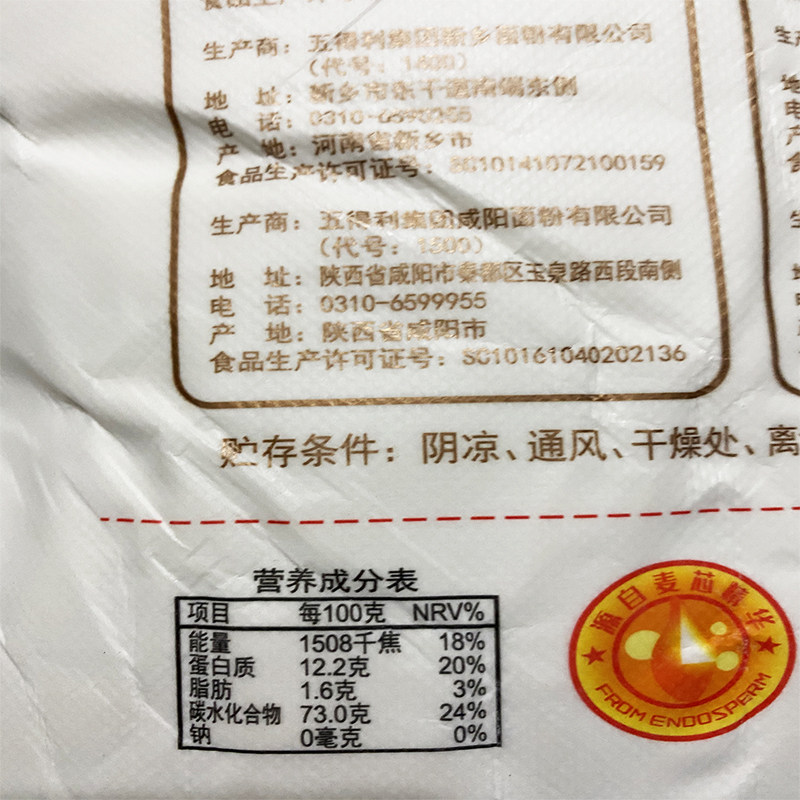 生产商：五得利集团新乡面粉有限公司
（代号：
地 址：新乡市
电 话：0310-6599955
产 地：河南省新乡市
食品生产许可证号：SC10141072100159
生产商：五得利集团咸阳面粉有限公司
（代号：
地 址：陕西省咸阳市秦都区玉泉路西段南侧
电 话：0310-6599955
产 地：陕西省咸阳市
食品生产许可证号：SC10161040202136
贮存条件：阴凉、通风、干燥处、离
营养成分表
项目 每100克 NRV%
能量 1508千焦 18%
蛋白质 12.2克 20%
脂肪 1.6克 3%
碳水化合物 73.0克 24%
钠 0毫克 0%
源自麦芯精华
FROM ENDOSPERM